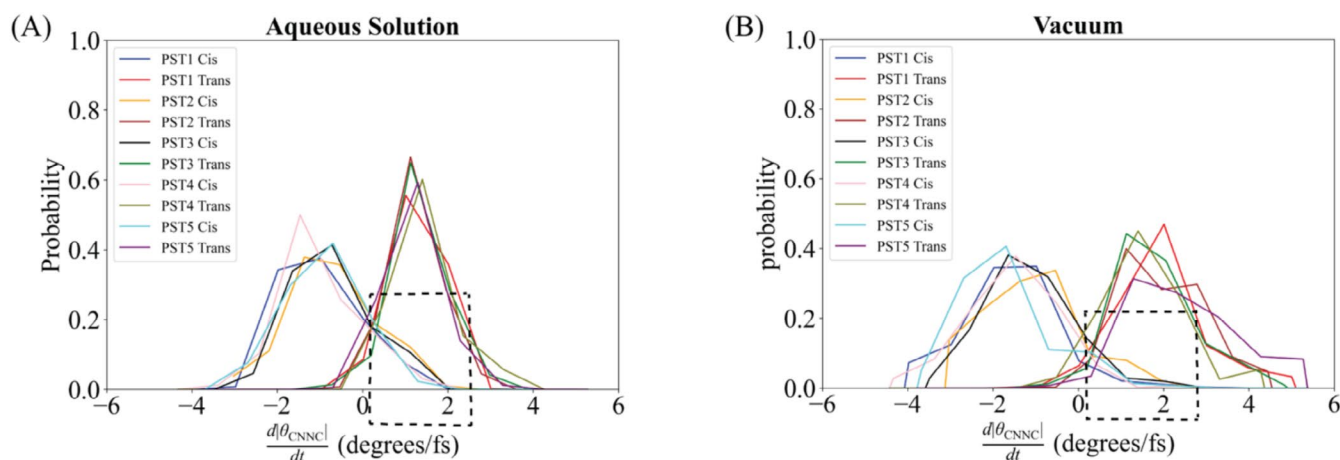 (A)
Aqueous Solution
Probability
1.0
0.8
0.6
0.4
0.2
0.0
PST1 Cis
PST1 Trans
PST2 Cis
PST2 Trans
PST3 Cis
PST3 Trans
PST4 Cis
PST4 Trans
PST5 Cis
PST5 Trans
−6 −4 −2 0 2 4 6
d|θCNNC|/dt (degrees/fs)
(B)
Vacuum
probability
1.0
0.8
0.6
0.4
0.2
0.0
PST1 Cis
PST1 Trans
PST2 Cis
PST2 Trans
PST3 Cis
PST3 Trans
PST4 Cis
PST4 Trans
PST5 Cis
PST5 Trans
−6 −4 −2 0 2 4 6
d|θCNNC|/dt (degrees/fs)